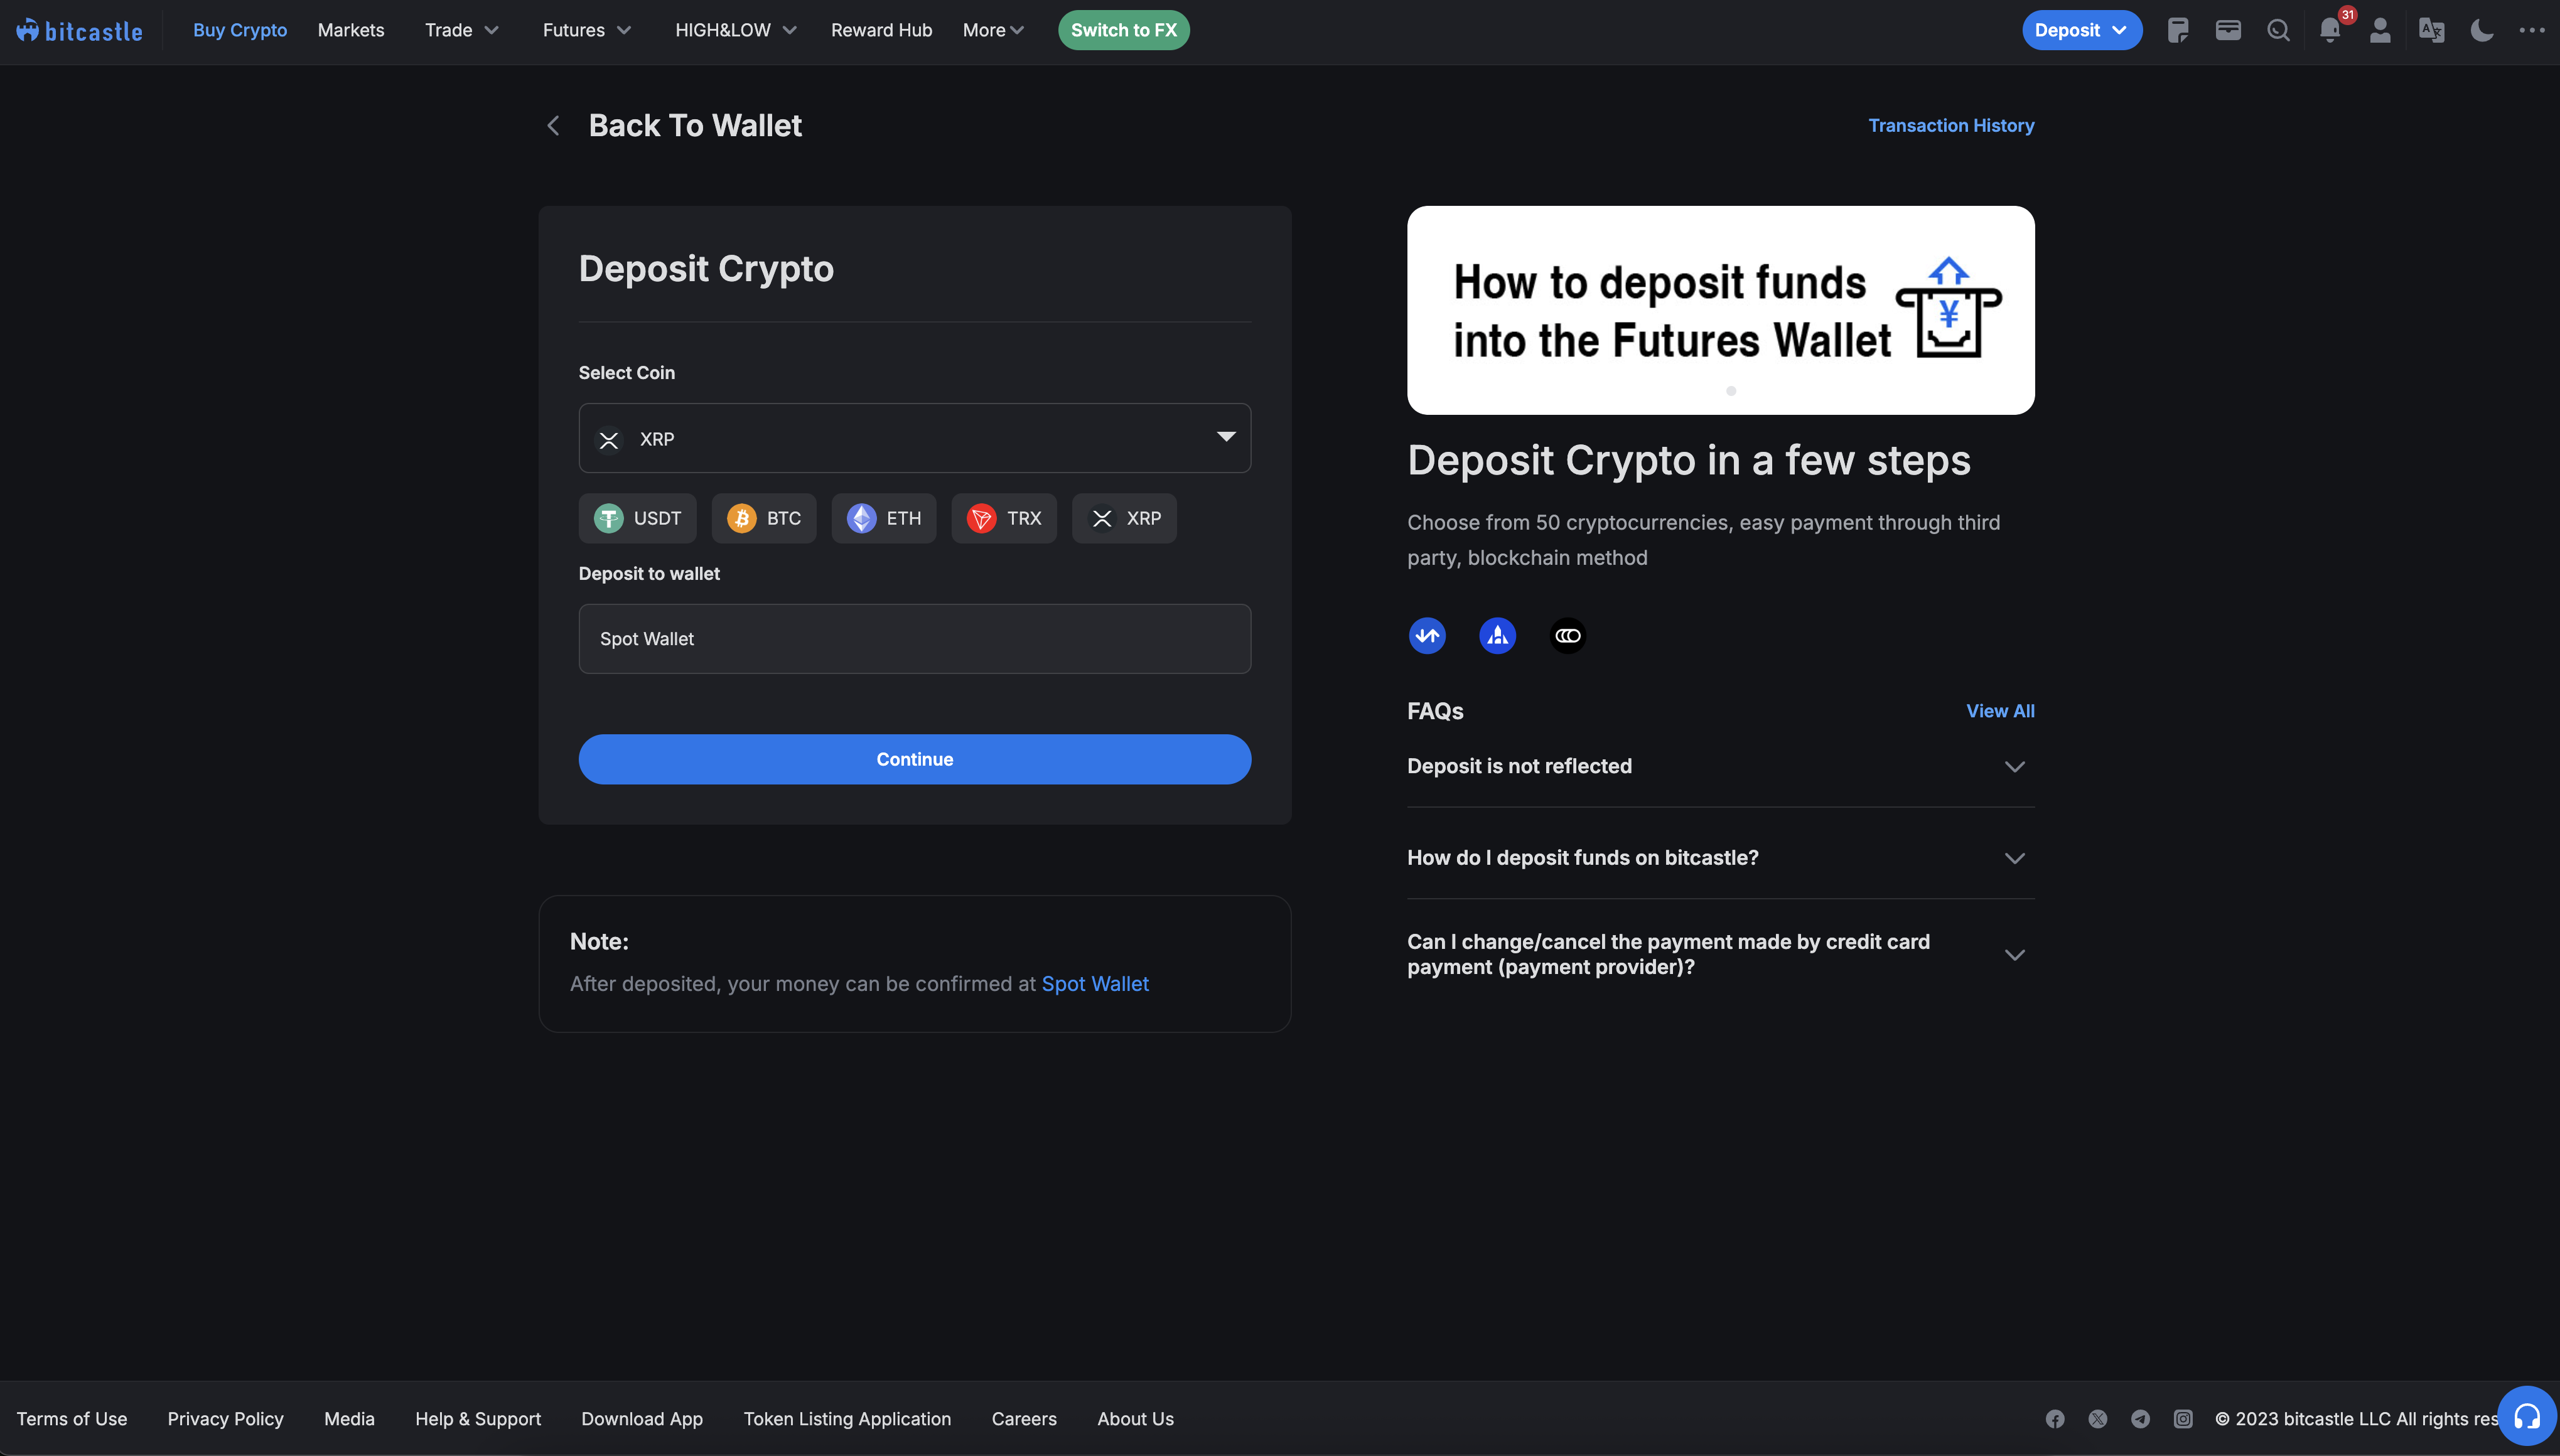 bitcastle
Buy Crypto
Markets
Trade
Futures
HIGH&LOW
Reward Hub
More
Switch to FX
Deposit
31
Back To Wallet
Transaction History
Deposit Crypto
Select Coin
XRP
USDT
BTC
ETH
TRX
XRP
Deposit to wallet
Spot Wallet
Continue
Note:
After deposited, your money can be confirmed at Spot Wallet
How to deposit funds
into the Futures Wallet
¥
Deposit Crypto in a few steps
Choose from 50 cryptocurrencies, easy payment through third
party, blockchain method
FAQs
View All
Deposit is not reflected
How do I deposit funds on bitcastle?
Can I change/cancel the payment made by credit card
payment (payment provider)?
Terms of Use
Privacy Policy
Media
Help & Support
Download App
Token Listing Application
Careers
About Us
© 2023 bitcastle LLC All rights res